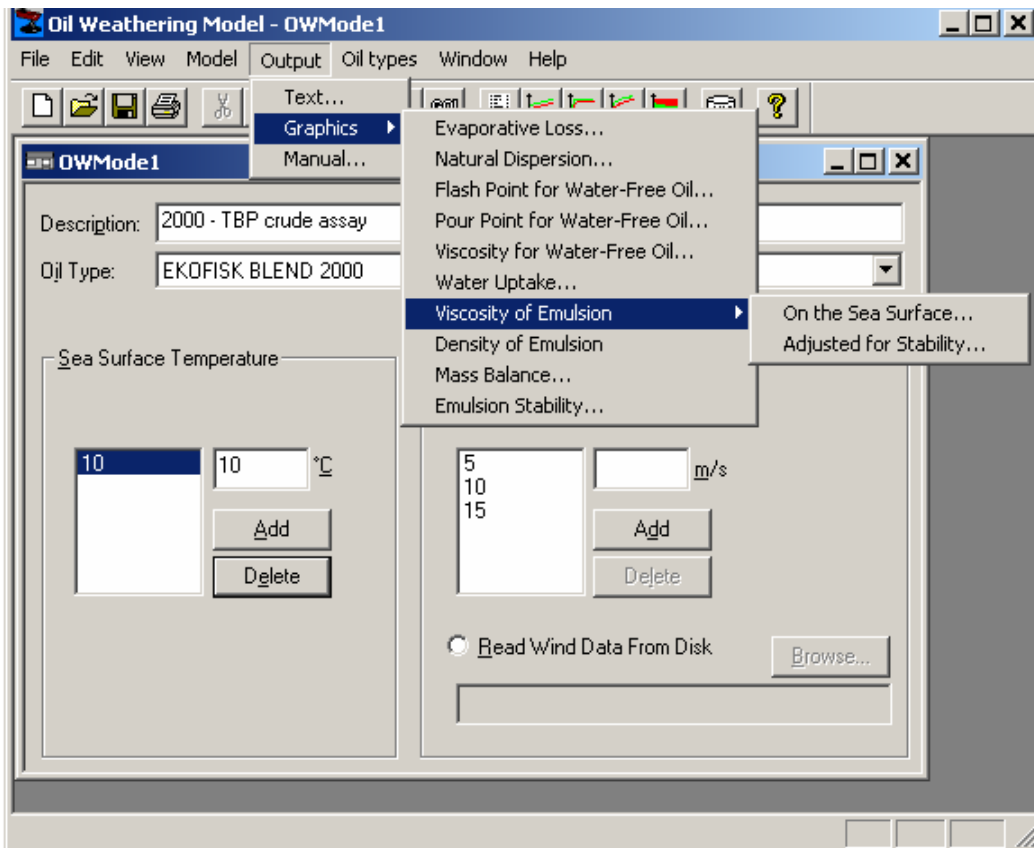 Oil Weathering Model - OWMode1
File Edit View Model Output Oil types Window Help
Text...
Graphics
Manual...
Evaporative Loss...
Natural Dispersion...
Flash Point for Water-Free Oil...
Pour Point for Water-Free Oil...
Viscosity for Water-Free Oil...
Water Uptake...
Viscosity of Emulsion
Density of Emulsion
Mass Balance...
Emulsion Stability...
On the Sea Surface...
Adjusted for Stability...
OWMode1
Description: 2000 - TBP crude assay
Oil Type: EKOFISK BLEND 2000
Sea Surface Temperature
10
10 °C
Add
Delete
5
10
15
m/s
Add
Delete
Read Wind Data From Disk
Browse...